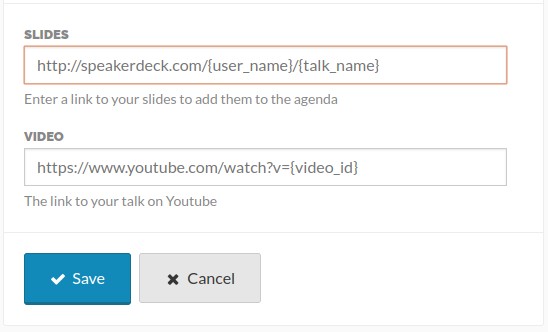 SLIDES
http://speakerdeck.com/{user_name}/{talk_name}
Enter a link to your slides to add them to the agenda
VIDEO
https://www.youtube.com/watch?v={video_id}
The link to your talk on Youtube
Save Cancel